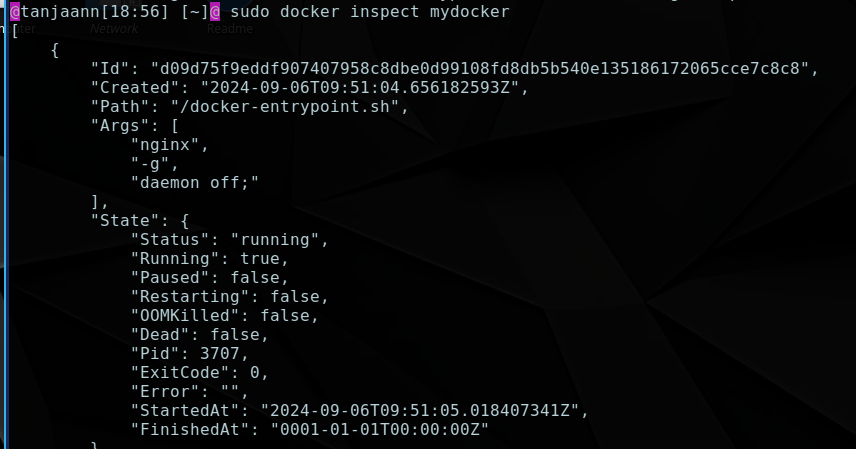 @tanjaann[18:56] [~]@ sudo docker inspect mydocker
Network Readme
[
    {
        "Id": "d09d75f9eddf907407958c8dbe0d99108fd8db5b540e135186172065cce7c8c8",
        "Created": "2024-09-06T09:51:04.656182593Z",
        "Path": "/docker-entrypoint.sh",
        "Args": [
            "nginx",
            "-g",
            "daemon off;"
        ],
        "State": {
            "Status": "running",
            "Running": true,
            "Paused": false,
            "Restarting": false,
            "OOMKilled": false,
            "Dead": false,
            "Pid": 3707,
            "ExitCode": 0,
            "Error": "",
            "StartedAt": "2024-09-06T09:51:05.018407341Z",
            "FinishedAt": "0001-01-01T00:00:00Z"
        }